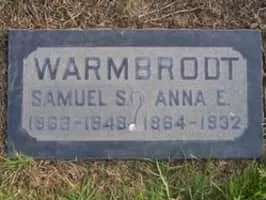 WARMBRODT
SAMUEL S. ANNA E.
1863-1948. 1864-1932